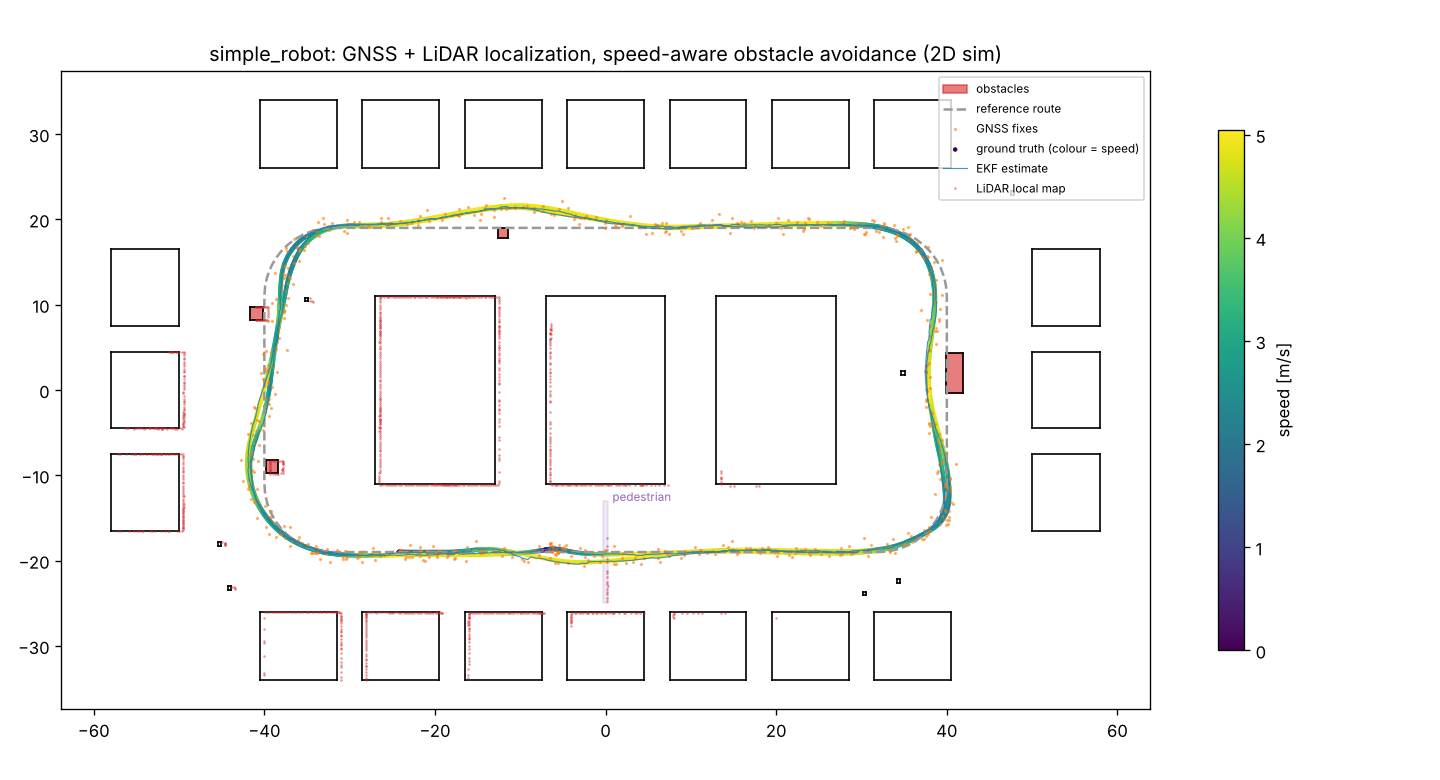 simple_robot: GNSS + LiDAR localization, speed-aware obstacle avoidance (2D sim)
obstacles
reference route
GNSS fixes
ground truth (colour = speed)
EKF estimate
LiDAR local map
30
20
10
0
−10
−20
−30
pedestrian
−60
−40
−20
0
20
40
60
5
4
3
2
1
0
speed [m/s]